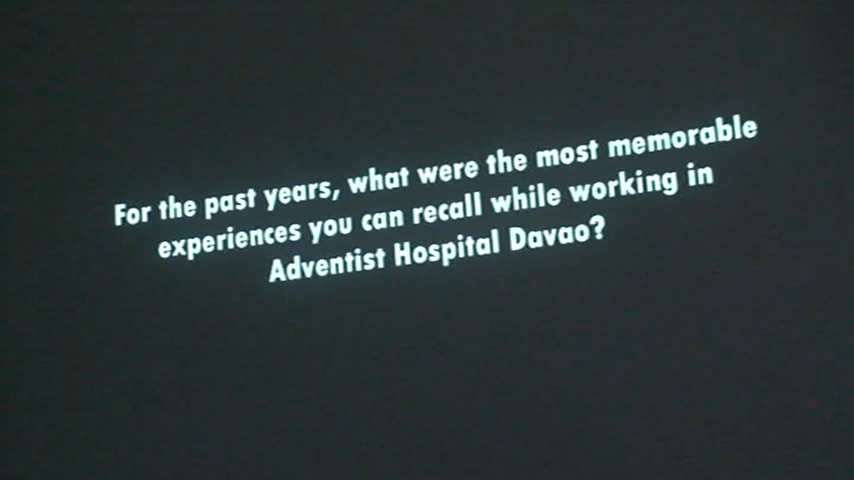 For the past years, what were the most memorable
experiences you can recall while working in
Adventist Hospital Davao?